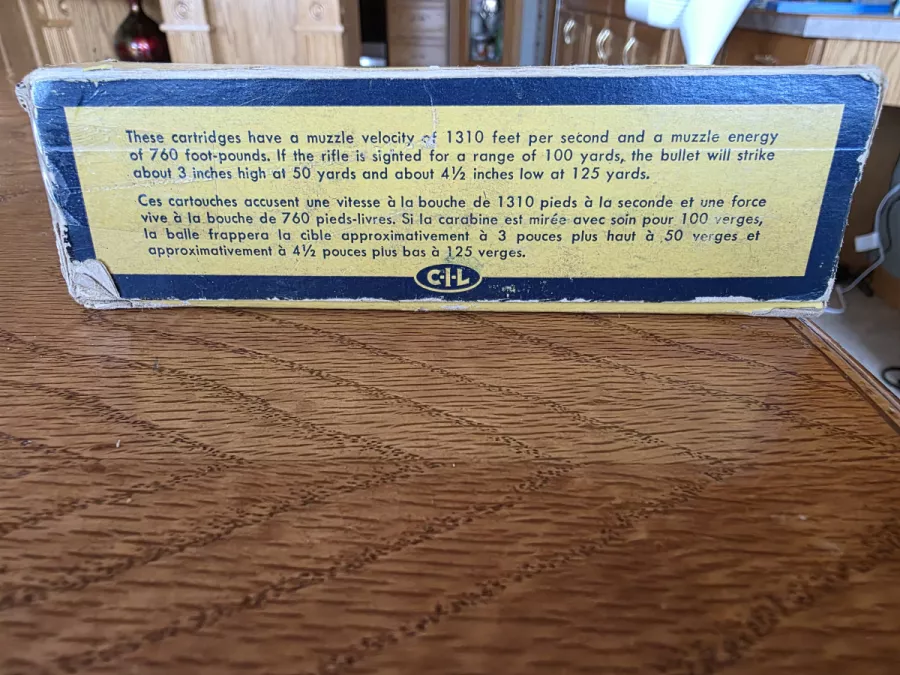 These cartridges have a muzzle velocity of 1310 feet per second and a muzzle energy
of 760 foot-pounds. If the rifle is sighted for a range of 100 yards, the bullet will strike
about 3 inches high at 50 yards and about 4½ inches low at 125 yards.
Ces cartouches accusent une vitesse à la bouche de 1310 pieds à la seconde et une force
vive à la bouche de 760 pieds-livres. Si la carabine est mirée avec soin pour 100 verges,
la balle frappera la cible approximativement à 3 pouces plus haut à 50 verges et
approximativement à 4½ pouces plus bas à 125 verges.
C-I-L